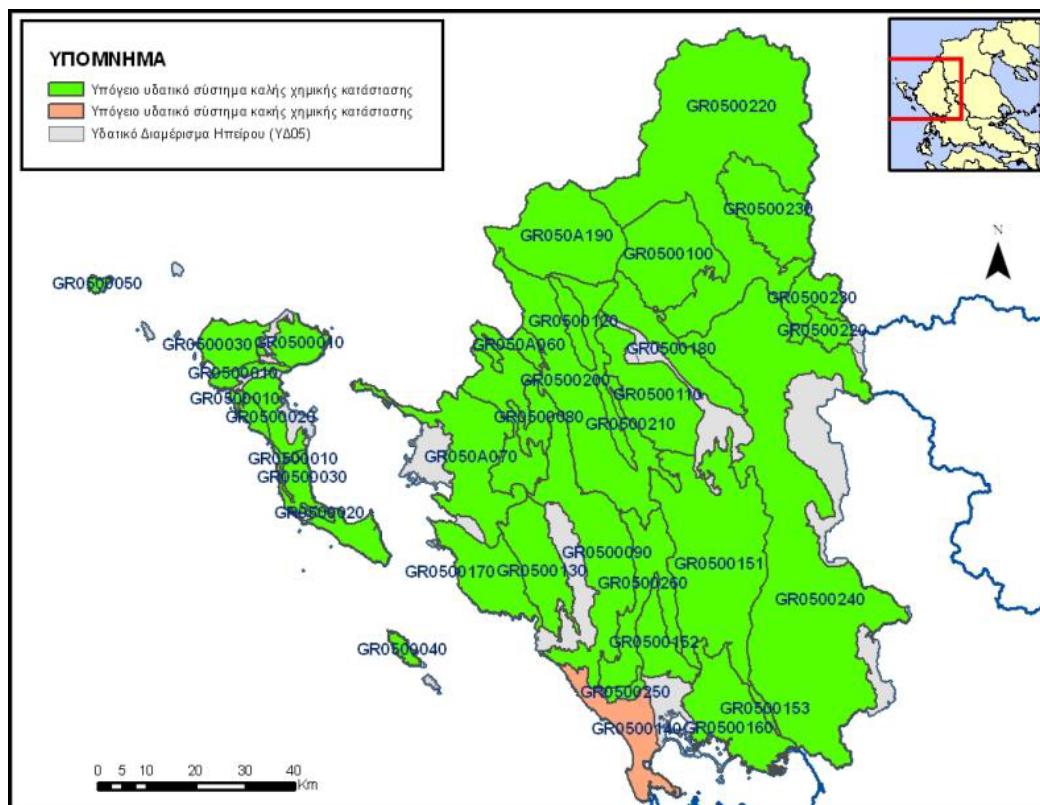 ΥΠΟΜΝΗΜΑ
Υπόγειο υδατικό σύστημα καλής χημικής κατάστασης
Υπόγειο υδατικό σύστημα κακής χημικής κατάστασης
Υδατικό Διαμέρισμα Ηπείρου (ΥΔ05)
N
GR0500220
GR0500230
GR050A190
GR0500100
GR0500050
GR0500230
GR0500220
GR0500120
GR0500030
GR0500010
GR050A060
GR0500180
GR0500010
GR0500200
GR0500110
GR0500010
GR0500020
GR0500080
GR0500210
GR050A070
GR0500010
GR0500030
GR0500020
GR0500090
GR0500170
GR0500130
GR0500151
GR0500260
GR0500240
GR0500040
GR0500152
GR0500250
GR0500153
GR0500140
GR0500160
0 5 10 20 30 40
Km